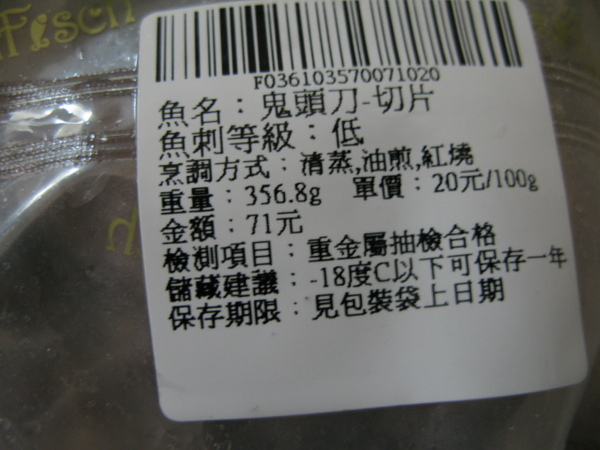 Fisch
F036103570071020
魚名：鬼頭刀-切片
魚刺等級：低
烹調方式：清蒸,油煎,紅燒
重量：356.8g 單價：20元/100g
金額：71元
檢測項目：重金屬抽檢合格
儲藏建議：-18度C以下可保存一年
保存期限：見包裝袋上日期